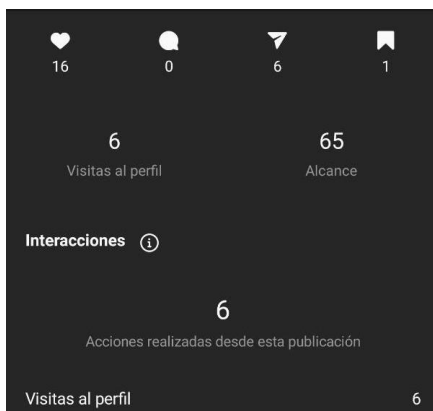 16 0 6 1
6 65
Visitas al perfil Alcance
Interacciones
6
Acciones realizadas desde esta publicación
Visitas al perfil 6